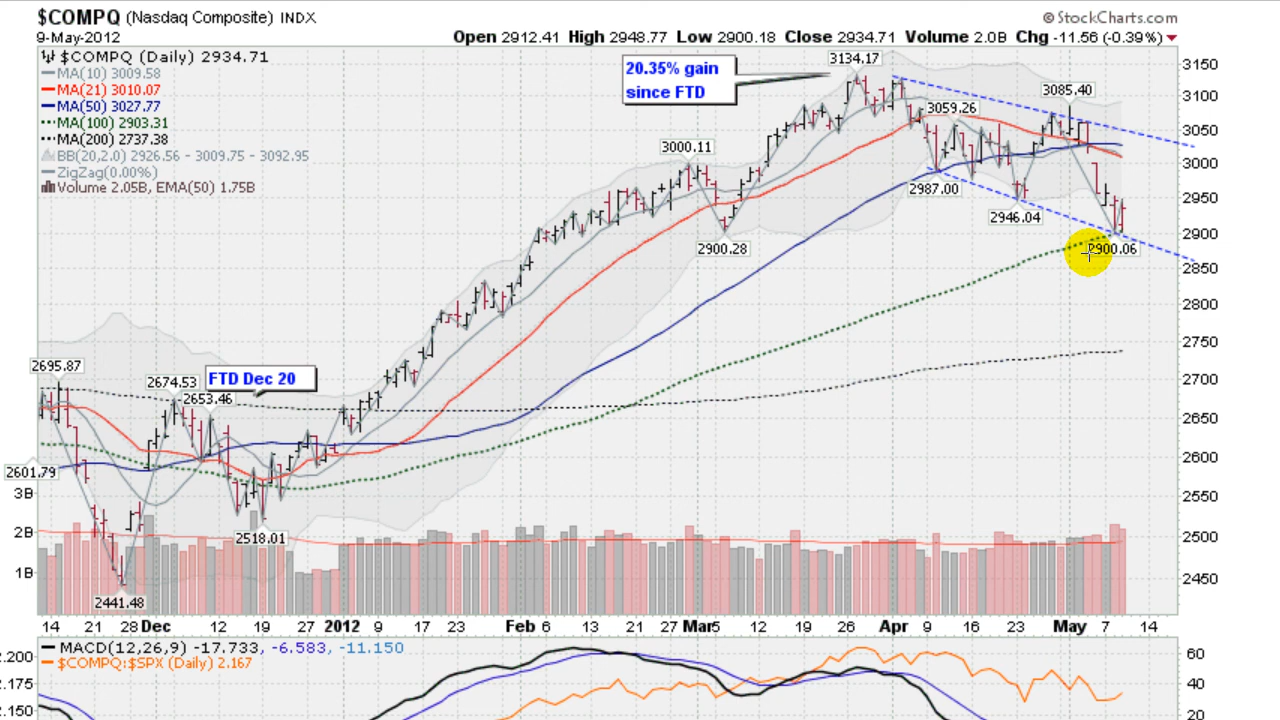 $COMPQ (Nasdaq Composite) INDX
© StockCharts.com
9-May-2012
Open 2912.41 High 2948.77 Low 2900.18 Close 2934.71 Volume 2.0B Chg -11.56 (-0.39%)
$COMPQ (Daily) 2934.71
MA(10) 3009.58
MA(21) 3010.07
MA(50) 3027.77
MA(100) 2903.31
MA(200) 2737.38
BB(20,2.0) 2926.56 - 3009.75 - 3092.95
ZigZag(0.00%)
Volume 2.05B, EMA(50) 1.75B
20.35% gain
since FTD
3134.17
3085.40
3059.26
3000.11
2987.00
2946.04
2900.28
2900.06
2695.87
2674.53
FTD Dec 20
2653.46
2601.79
2518.01
2441.48
3150
3100
3050
3000
2950
2900
2850
2800
2750
2700
2650
2600
2550
2500
2450
3B
2B
1B
14 21 28 Dec 12 19 27 2012 9 17 23 Feb 6 13 21 27 Mar 5 12 19 26 Apr 9 16 23 May 7 14
MACD(12,26,9) -17.733, -6.583, -11.150
$COMPQ:$SPX (Daily) 2.167
2.200
2.175
2.150
60
40
20